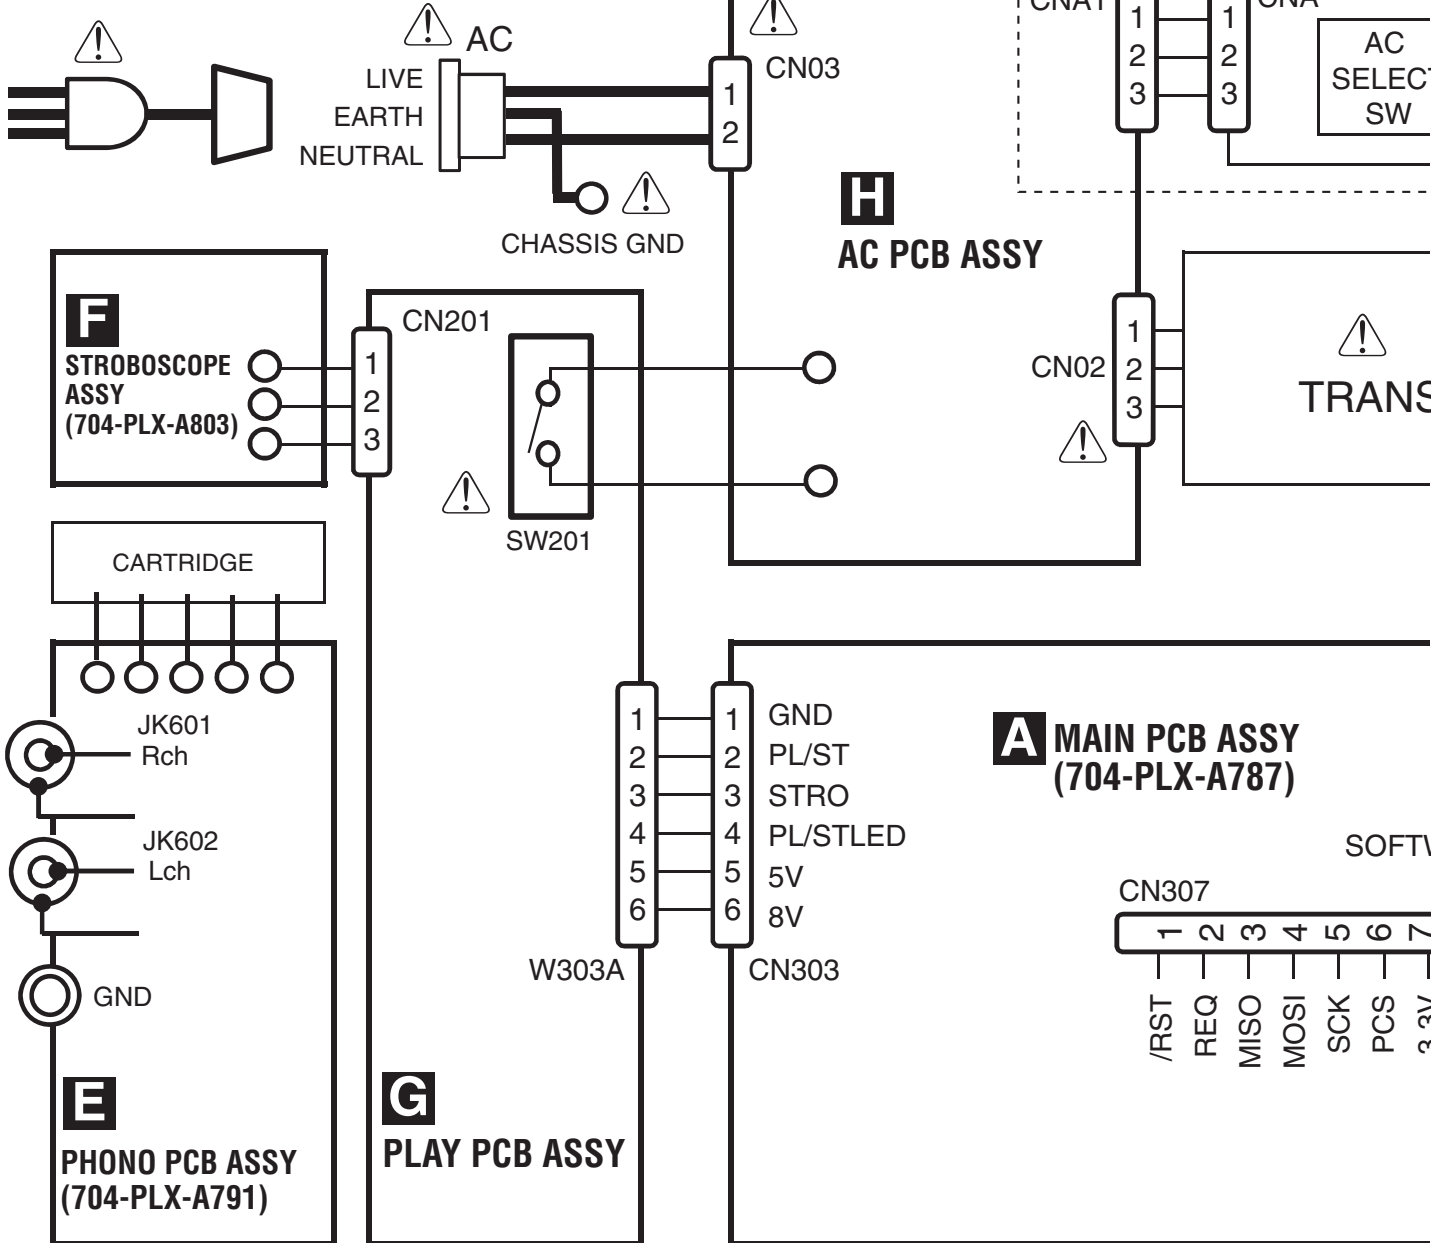 AC
LIVE
EARTH
NEUTRAL
CHASSIS GND
CN03
1
2
1
2
3
1
2
3
AC
SW
H
AC PCB ASSY
F
STROBOSCOPE
ASSY
(704-PLX-A803)
CN201
1
2
3
SW201
CN02
1
2
3
CARTRIDGE
JK601
Rch
JK602
Lch
GND
E
PHONO PCB ASSY
(704-PLX-A791)
G
PLAY PCB ASSY
1
2
3
4
5
6
W303A
1
2
3
4
5
6
CN303
GND
PL/ST
STRO
PL/STLED
5V
8V
A MAIN PCB ASSY
(704-PLX-A787)
CN307
1 2 3 4 5 6 7
/RST
REQ
MISO
MOSI
SCK
PCS